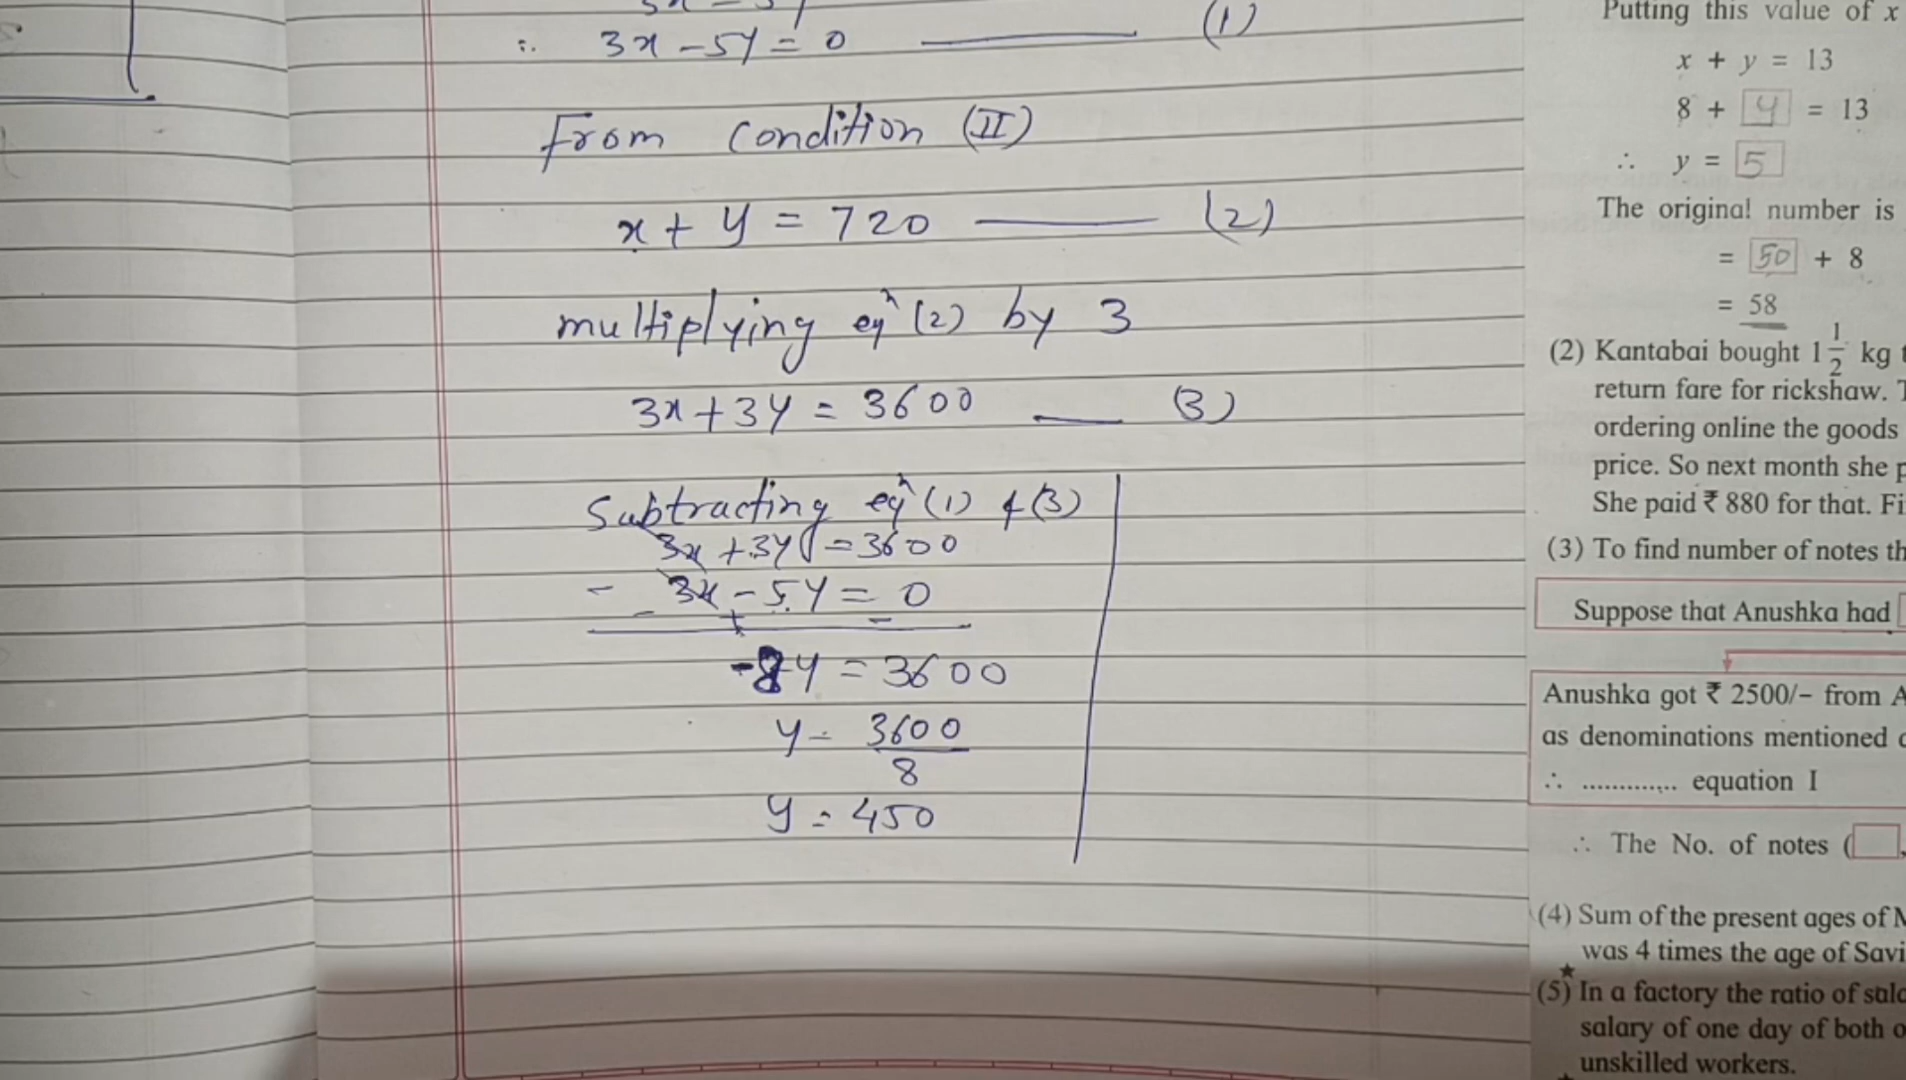 ∴ 3x - 5y = 0 ——— (1)
From condition (II)
x + y = 720 ——— (2)
multiplying eqⁿ (2) by 3
3x + 3y = 3600 —— (3)
Subtracting eqⁿ (1) & (3)
3x + 3y = 3600
- 3x - 5y = 0
- + -
-8y = 3600
y = 3600/8
y = 450
Putting this value of x
x + y = 13
8 + 4 = 13
∴ y = 5
The original number is
= 50 + 8
= 58
(2) Kantabai bought 1 1/2 kg
return fare for rickshaw.
ordering online the goods
price. So next month she
She paid ₹ 880 for that.
(3) To find number of notes
Suppose that Anushka had
Anushka got ₹ 2500/- from
as denominations mentioned
∴ ............. equation I
∴ The No. of notes (
(4) Sum of the present ages of
was 4 times the age of
★
(5) In a factory the ratio of
salary of one day of both
unskilled workers.